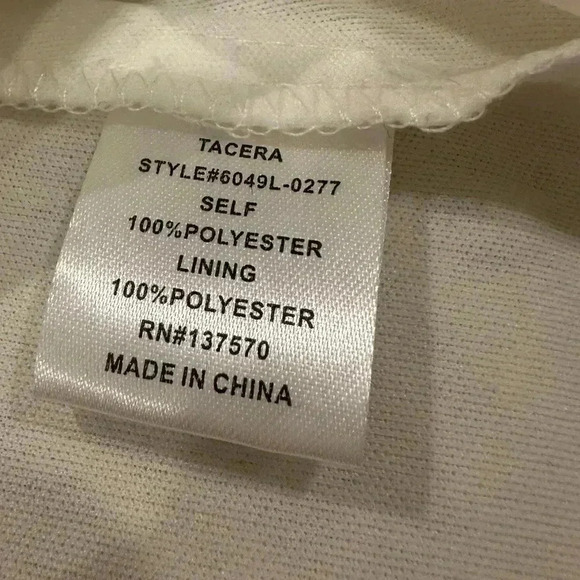 TACERA
STYLE#6049L-0277
SELF
100%POLYESTER
LINING
100%POLYESTER
RN#137570
MADE IN CHINA